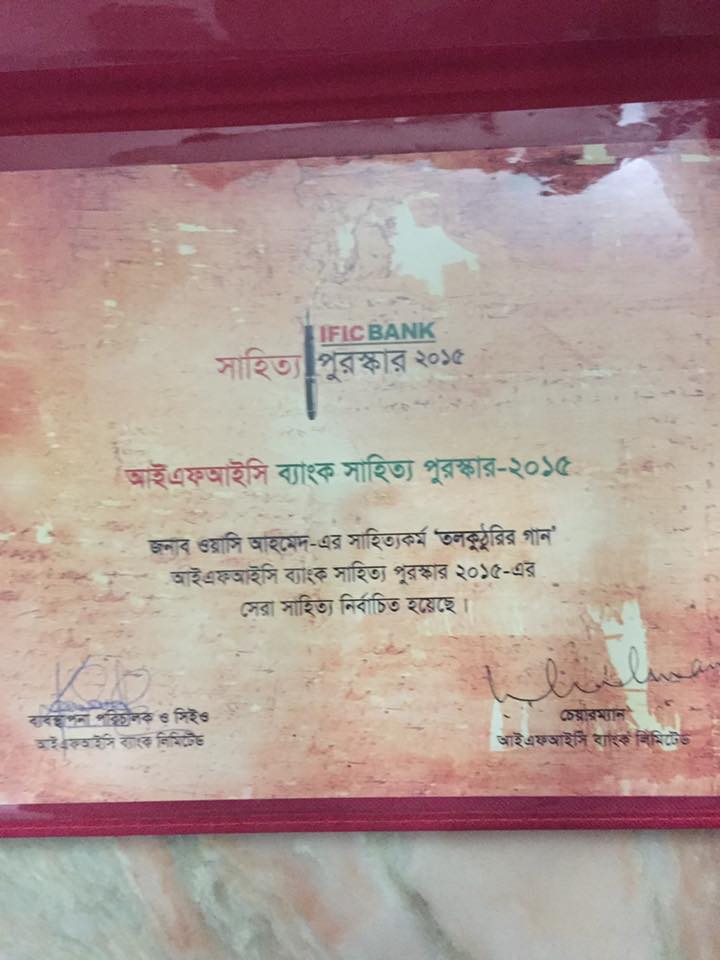 IFIC BANK
সাহিত্য পুরস্কার ২০১৫
আইএফআইসি ব্যাংক সাহিত্য পুরস্কার-২০১৫
জনাব ওয়াসি আহমেদ-এর সাহিত্যকর্ম ‘তলকুঠুরির গান’
আইএফআইসি ব্যাংক সাহিত্য পুরস্কার ২০১৫-এর
সেরা সাহিত্য নির্বাচিত হয়েছে ।
ব্যবস্থাপনা পরিচালক ও সিইও
আইএফআইসি ব্যাংক লিমিটেড
চেয়ারম্যান
আইএফআইসি ব্যাংক লিমিটেড